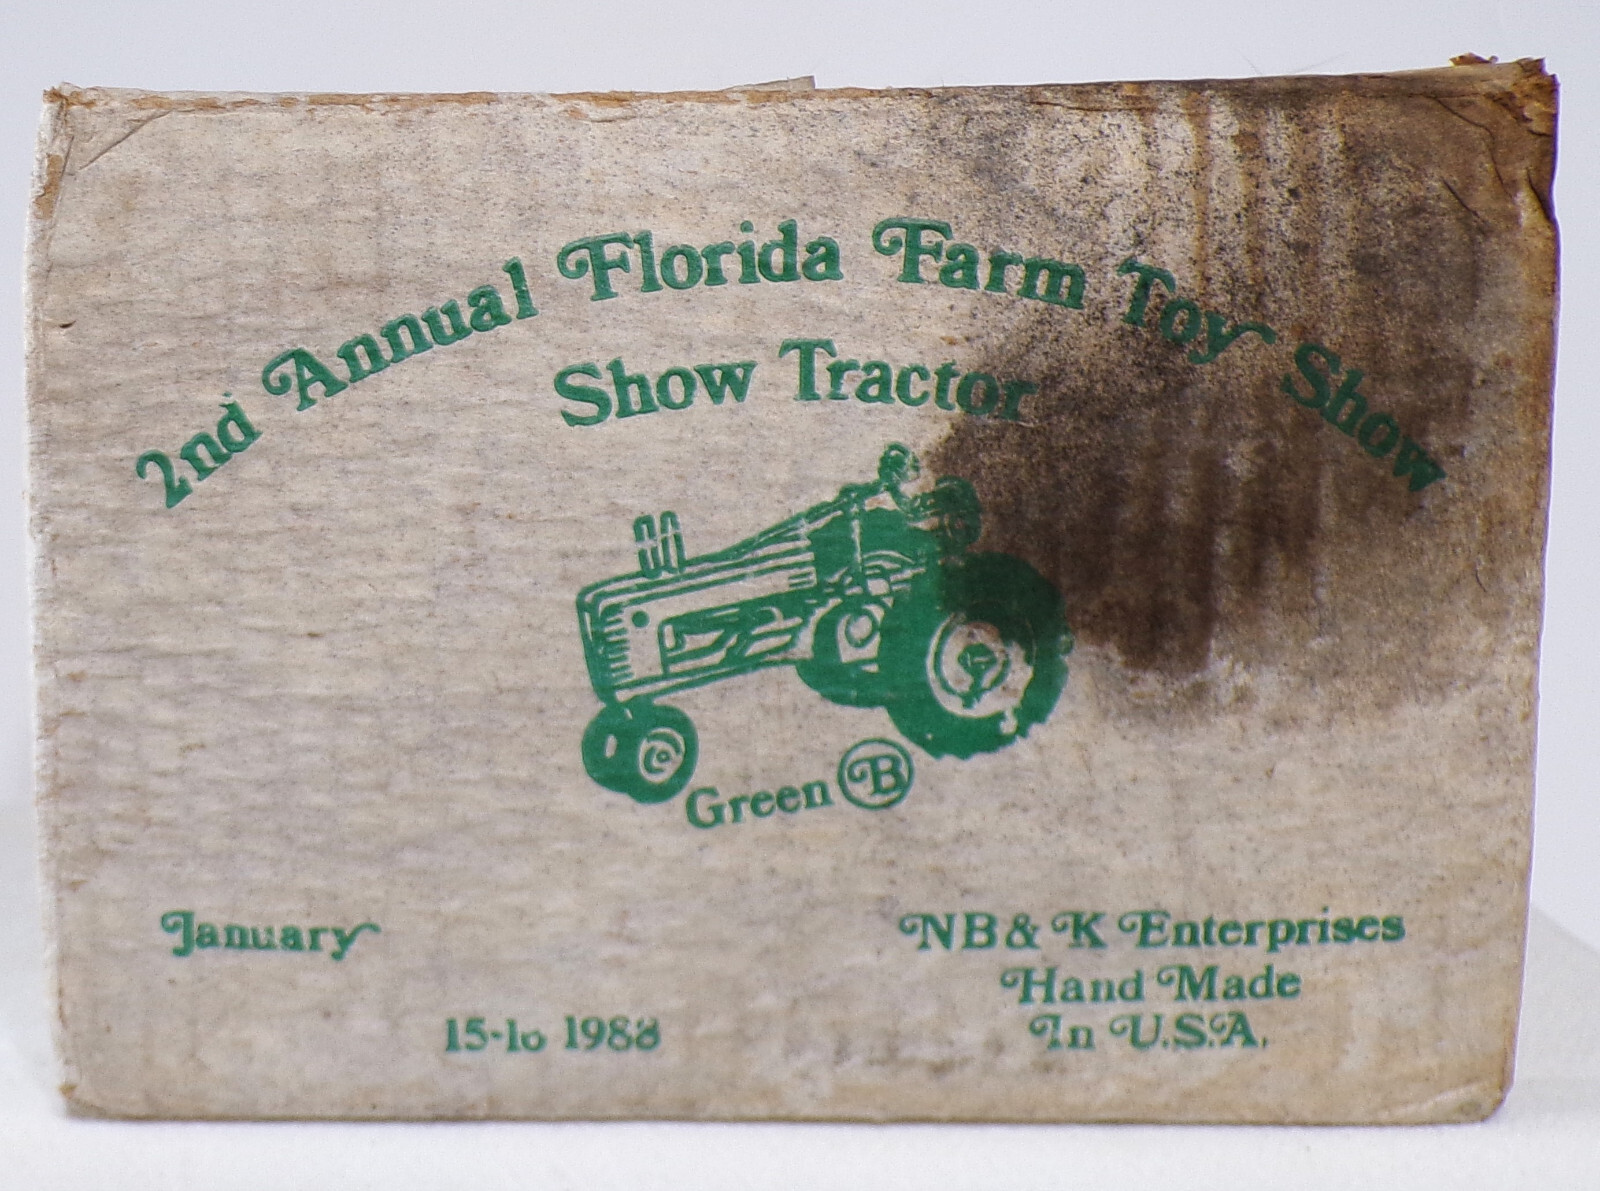 2nd Annual Florida Farm Toy Show
Show Tractor
Green B
January
15-16 1988
NB & K Enterprises
Hand Made
In U.S.A.